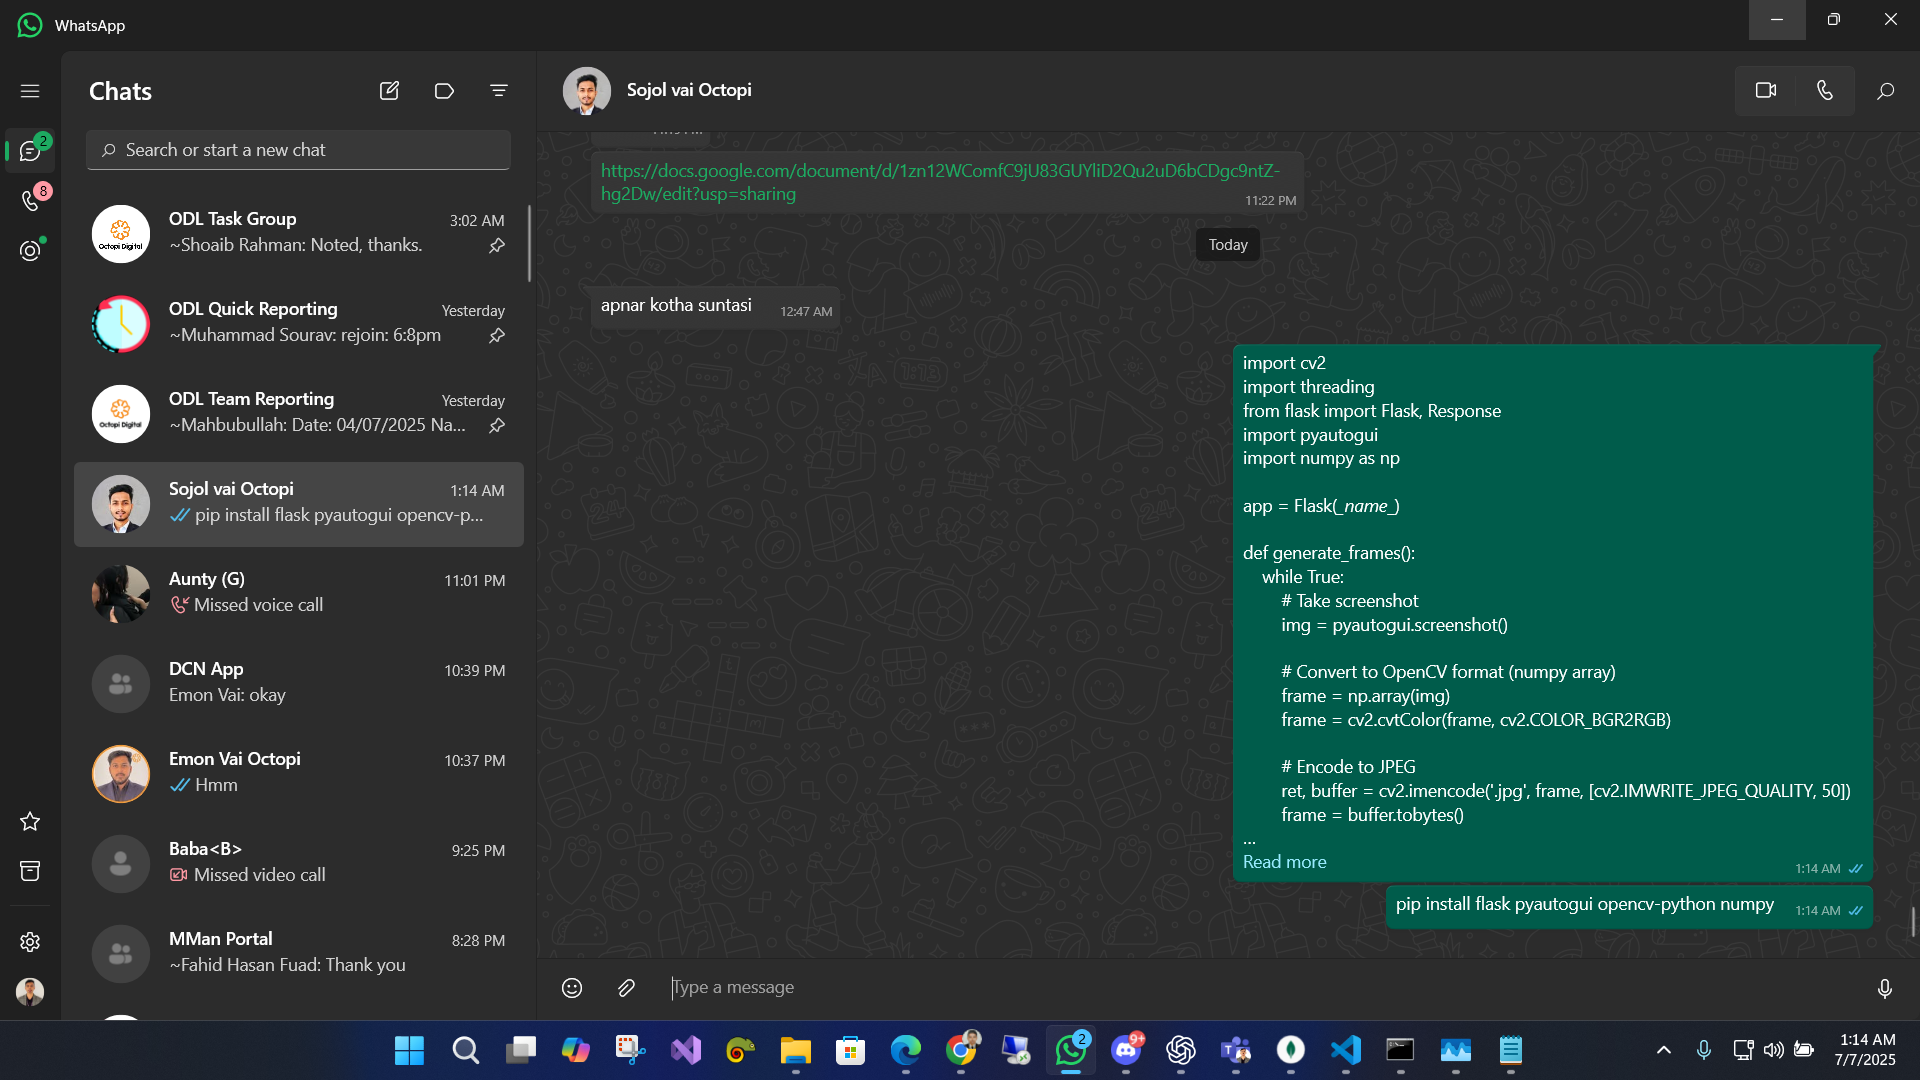 WhatsApp
Chats
Search or start a new chat
2
8
ODL Task Group
3:02 AM
~Shoaib Rahman: Noted, thanks.
Octopi Digital
ODL Quick Reporting
Yesterday
~Muhammad Sourav: rejoin: 6:8pm
ODL Team Reporting
Yesterday
~Mahbubullah: Date: 04/07/2025 Na...
Octopi Digital
Sojol vai Octopi
1:14 AM
pip install flask pyautogui opencv-p...
Aunty (G)
11:01 PM
Missed voice call
DCN App
10:39 PM
Emon Vai: okay
Emon Vai Octopi
10:37 PM
Hmm
Baba<B>
9:25 PM
Missed video call
MMan Portal
8:28 PM
~Fahid Hasan Fuad: Thank you
Sojol vai Octopi
https://docs.google.com/document/d/1zn12WComfC9jU83GUYliD2Qu2uD6bCDgc9ntZ-
hg2Dw/edit?usp=sharing
11:22 PM
Today
apnar kotha suntasi
12:47 AM
import cv2
import threading
from flask import Flask, Response
import pyautogui
import numpy as np
app = Flask(_name_)
def generate_frames():
while True:
# Take screenshot
img = pyautogui.screenshot()
# Convert to OpenCV format (numpy array)
frame = np.array(img)
frame = cv2.cvtColor(frame, cv2.COLOR_BGR2RGB)
# Encode to JPEG
ret, buffer = cv2.imencode('.jpg', frame, [cv2.IMWRITE_JPEG_QUALITY, 50])
frame = buffer.tobytes()
...
Read more
1:14 AM
pip install flask pyautogui opencv-python numpy
1:14 AM
Type a message
2
9+
1:14 AM
7/7/2025